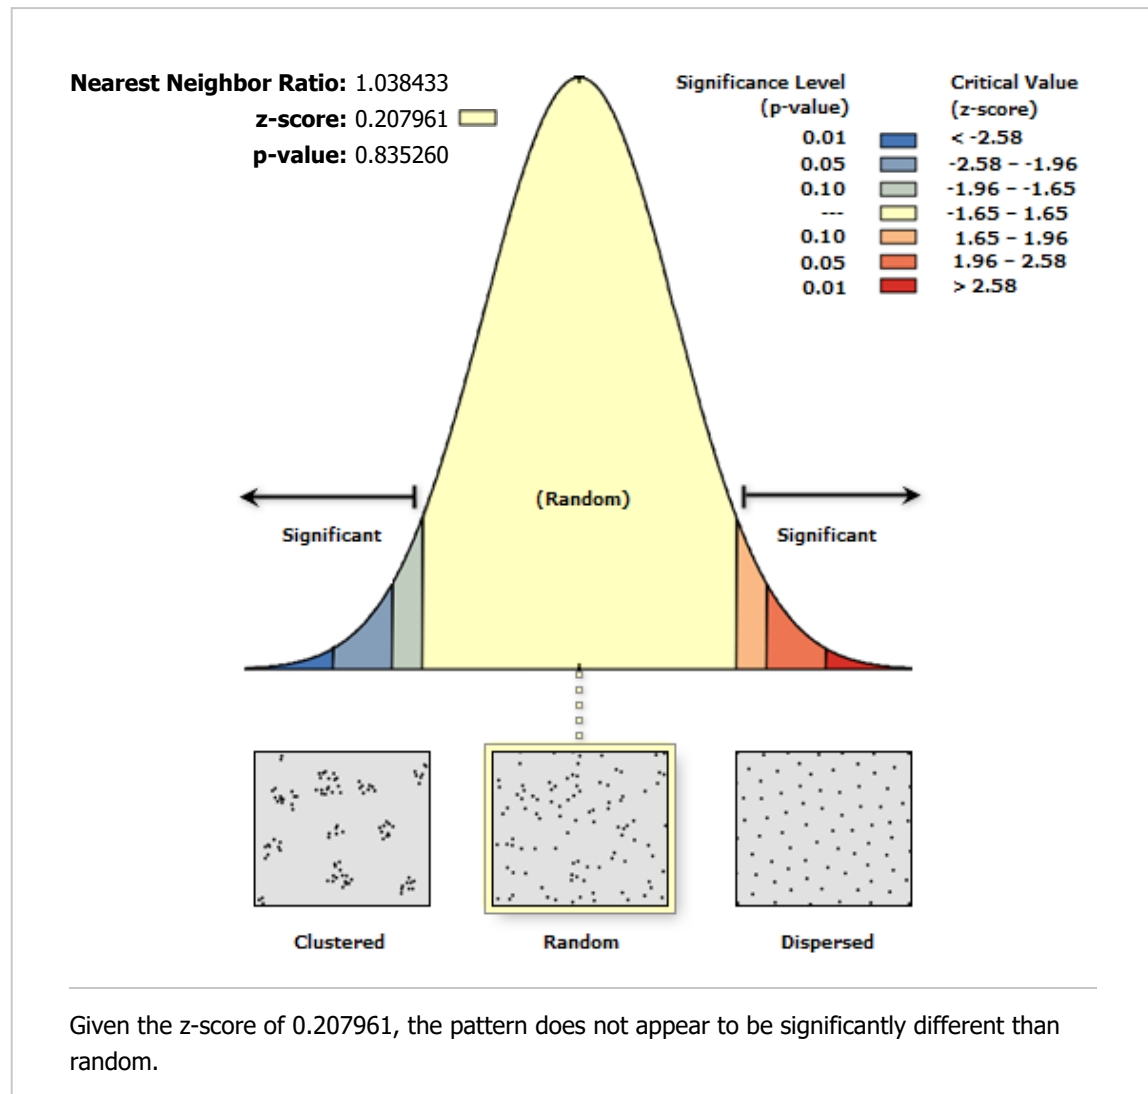 Nearest Neighbor Ratio: 1.038433
z-score: 0.207961
p-value: 0.835260
Significance Level
(p-value)
Critical Value
(z-score)
0.01 < -2.58
0.05 -2.58 – -1.96
0.10 -1.96 – -1.65
--- -1.65 – 1.65
0.10 1.65 – 1.96
0.05 1.96 – 2.58
0.01 > 2.58
(Random)
Significant
Significant
Clustered
Random
Dispersed
Given the z-score of 0.207961, the pattern does not appear to be significantly different than
random.